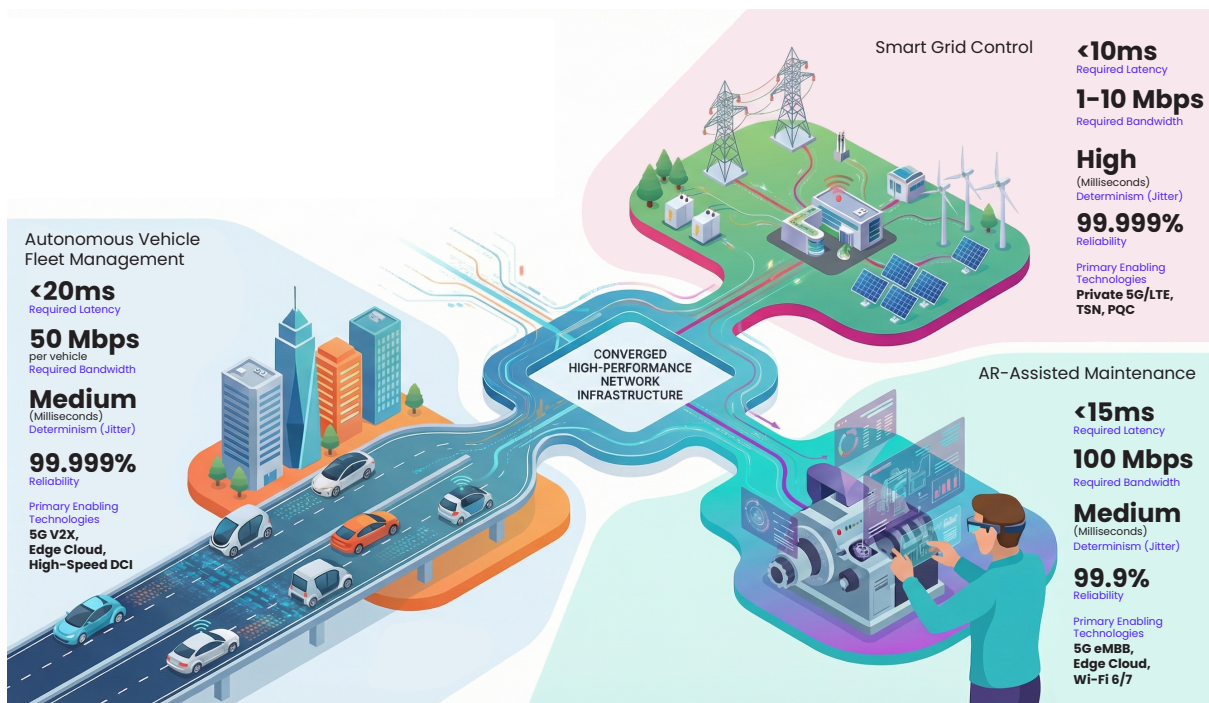 Smart Grid Control
<10ms
Required Latency
1-10 Mbps
Required Bandwidth
High
(Milliseconds)
Determinism (Jitter)
99.999%
Reliability
Primary Enabling
Technologies
Private 5G/LTE,
TSN, PQC
Autonomous Vehicle
Fleet Management
<20ms
Required Latency
50 Mbps
per vehicle
Required Bandwidth
Medium
(Milliseconds)
Determinism (Jitter)
99.999%
Reliability
Primary Enabling
Technologies
5G V2X,
Edge Cloud,
High-Speed DCI
CONVERGED
HIGH-PERFORMANCE
NETWORK
INFRASTRUCTURE
AR-Assisted Maintenance
<15ms
Required Latency
100 Mbps
Required Bandwidth
Medium
(Milliseconds)
Determinism (Jitter)
99.9%
Reliability
Primary Enabling
Technologies
5G eMBB,
Edge Cloud,
Wi-Fi 6/7